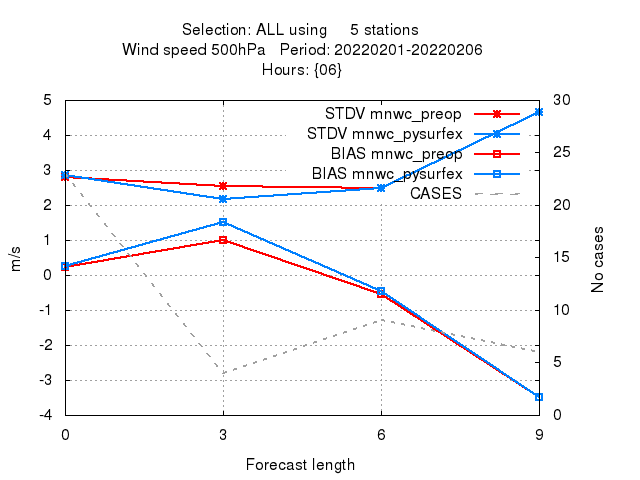 Selection: ALL using     5 stations
Wind speed 500hPa   Period: 20220201-20220206
Hours: {06}
STDV mnwc_preop
STDV mnwc_pysurfex
BIAS mnwc_preop
BIAS mnwc_pysurfex
CASES
5
4
3
2
1
0
-1
-2
-3
-4
m/s
30
25
20
15
10
5
0
No cases
0 3 6 9
Forecast length